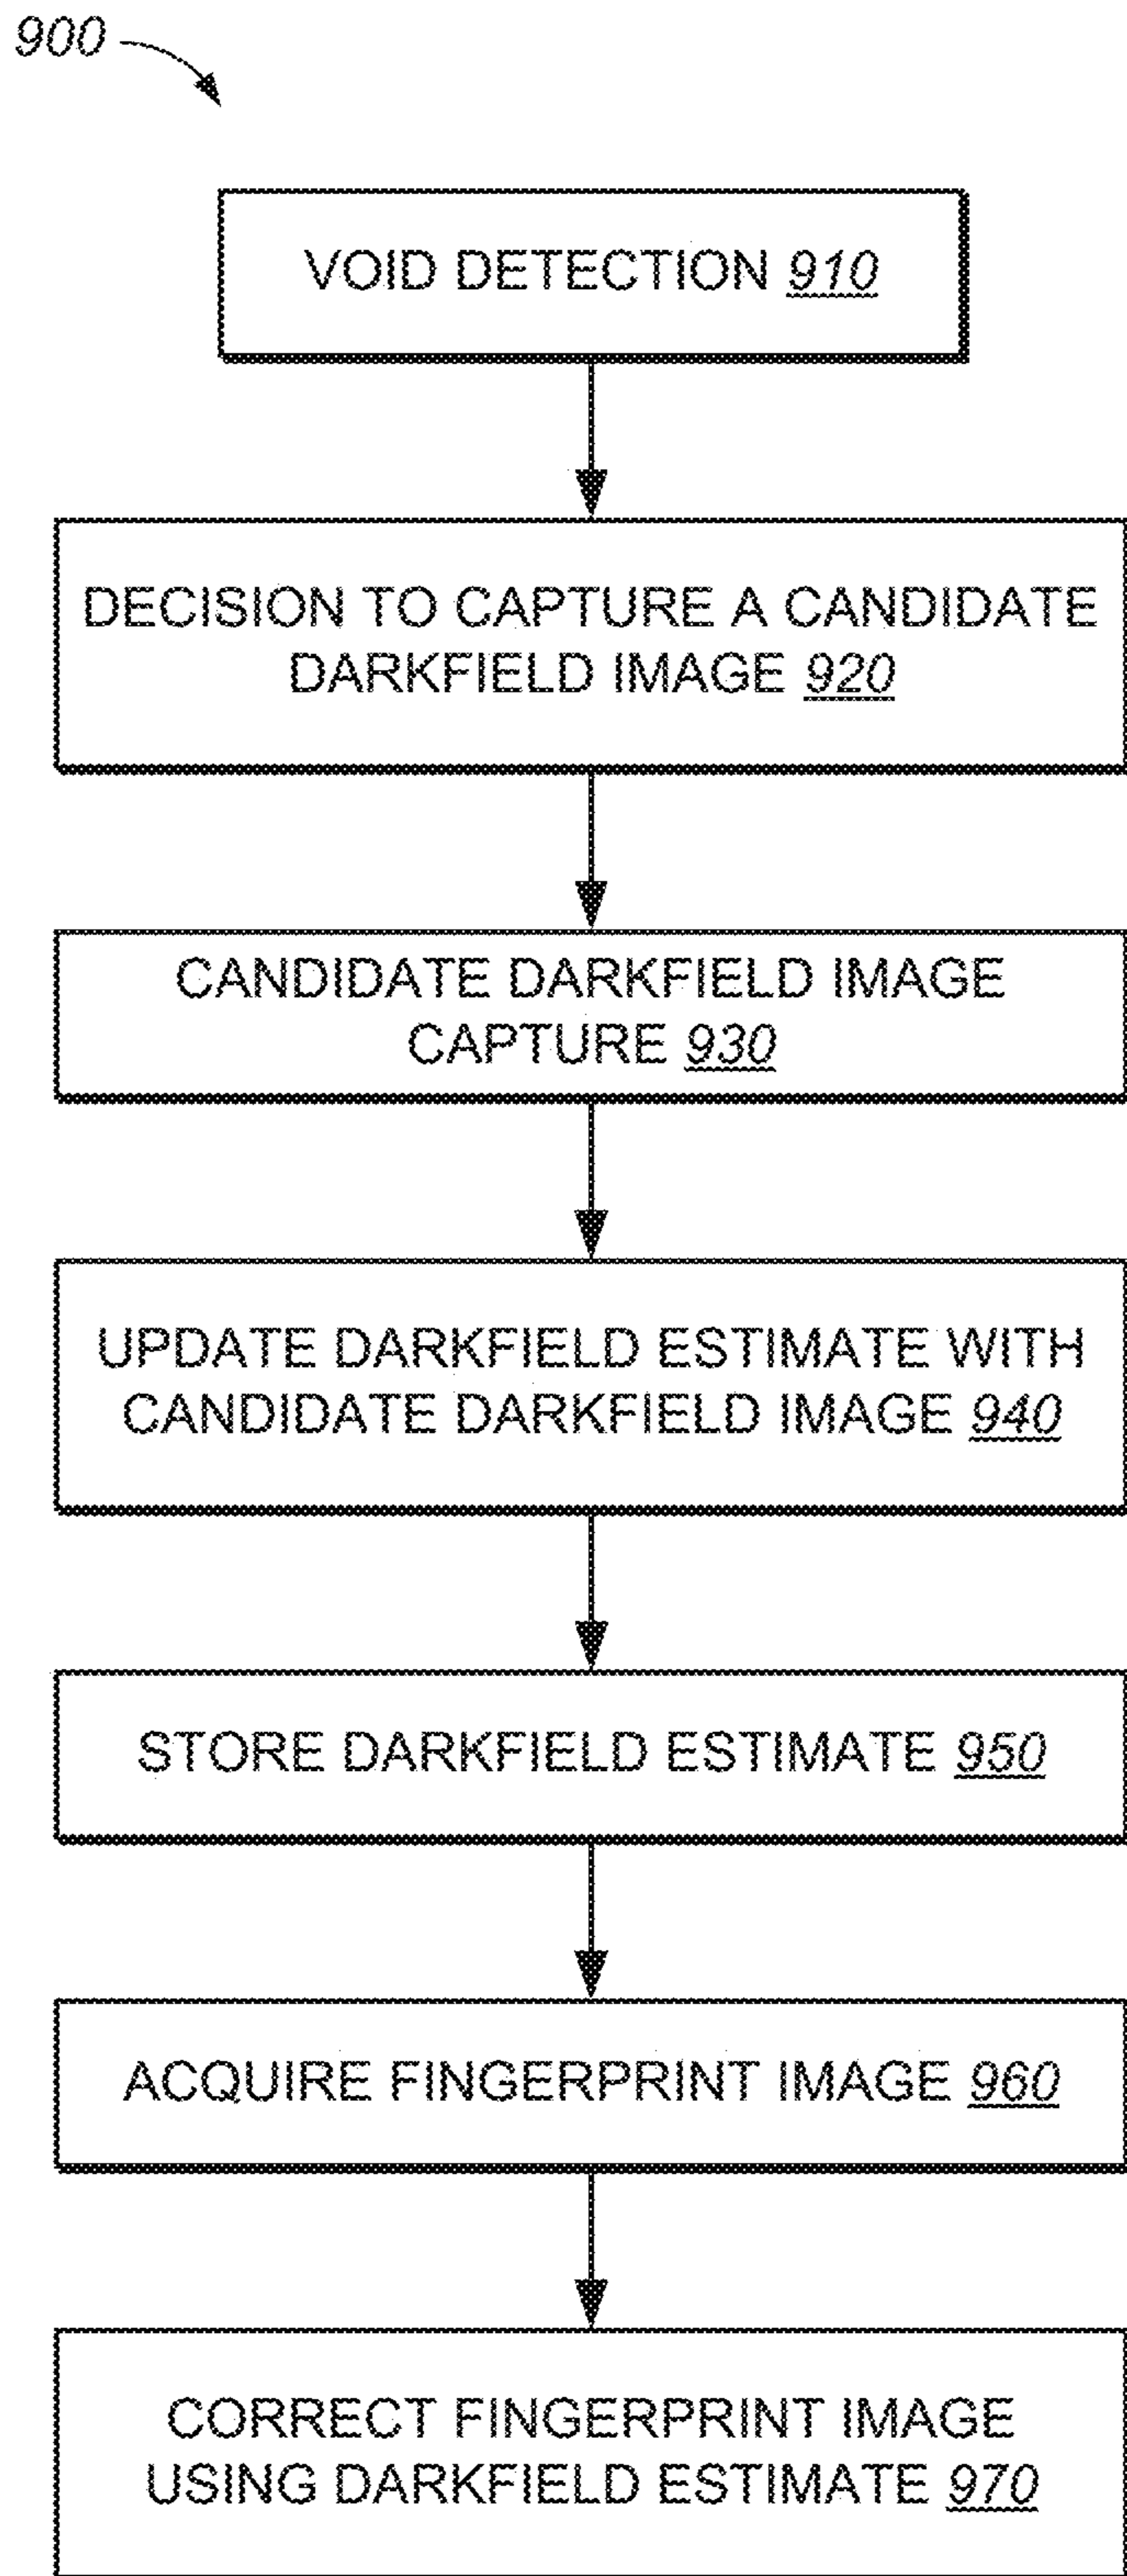 900
VOID DETECTION 910
DECISION TO CAPTURE A CANDIDATE
DARKFIELD IMAGE 920
CANDIDATE DARKFIELD IMAGE
CAPTURE 930
UPDATE DARKFIELD ESTIMATE WITH
CANDIDATE DARKFIELD IMAGE 940
STORE DARKFIELD ESTIMATE 950
ACQUIRE FINGERPRINT IMAGE 960
CORRECT FINGERPRINT IMAGE
USING DARKFIELD ESTIMATE 970